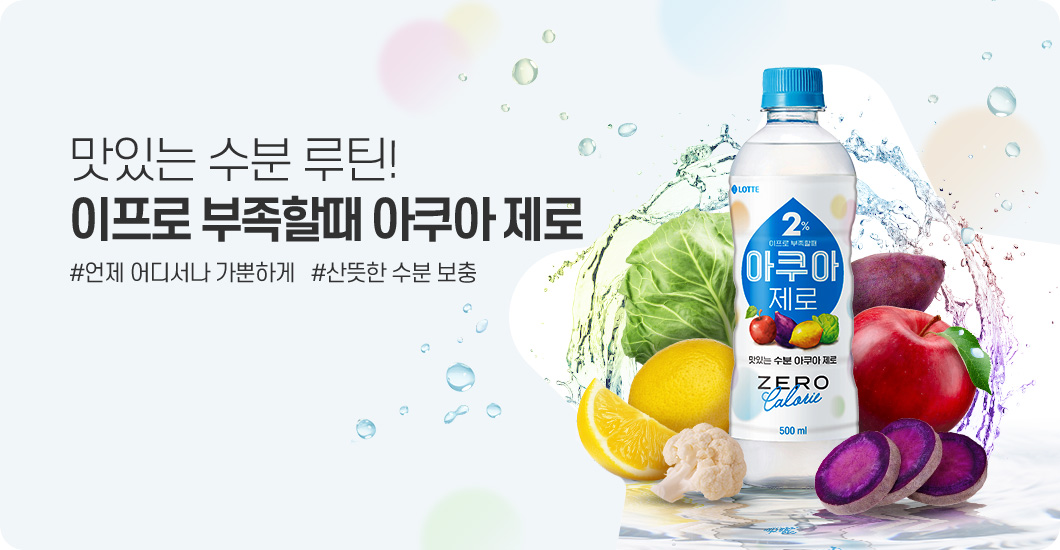 맛있는 수분 루틴!
이프로 부족할때 아쿠아 제로
#언제 어디서나 가뿐하게 #산뜻한 수분 보충
LOTTE
2%
이프로 부족할때
아쿠아
제로
맛있는 수분 아쿠아 제로
ZERO
Calorie
500 ml